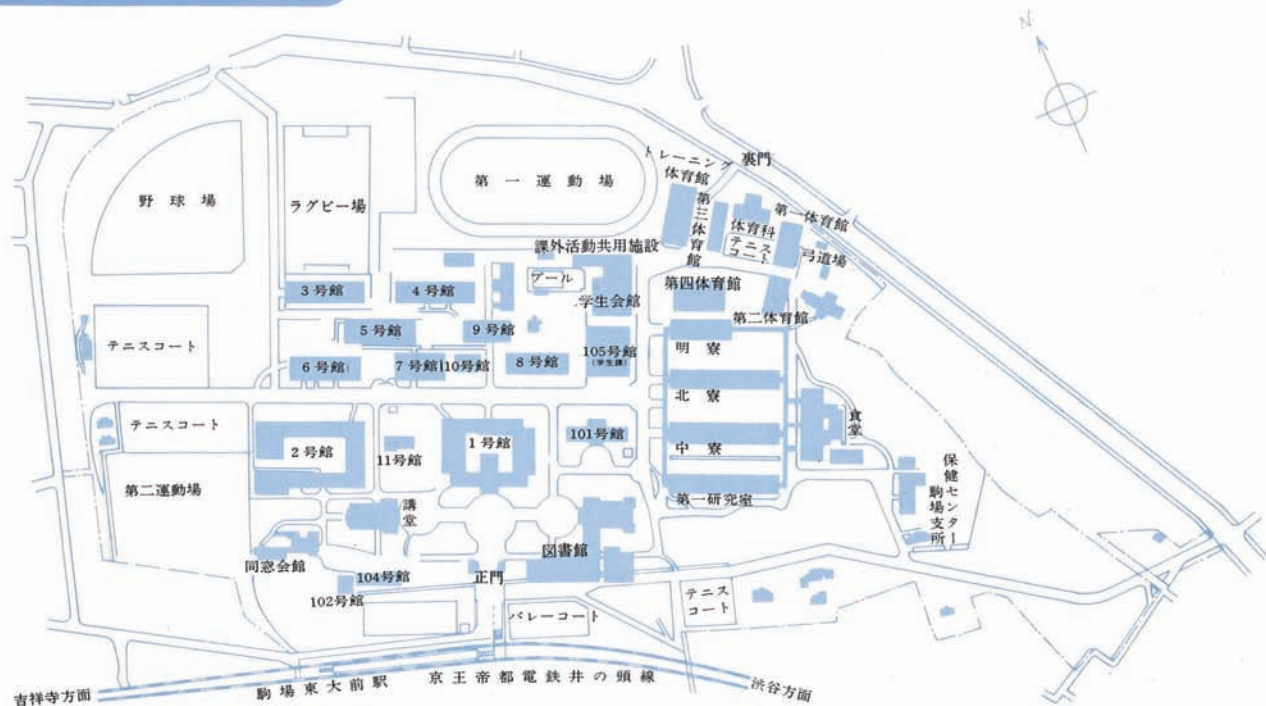 N
トレーニング
体育館
裏門
野球場
ラグビー場
第一運動場
第三体育館
体育科
テニス
コート
第一体育館
弓道場
課外活動共用施設
プール
学生会館
第四体育館
第二体育館
3号館
4号館
5号館
9号館
テニスコート
6号館
7号館
10号館
8号館
105号館
(学生課)
明寮
北寮
中寮
第一研究室
食堂
テニスコート
2号館
11号館
1号館
101号館
第二運動場
講堂
保健センター
駒場支所
同窓会館
図書館
104号館
102号館
正門
テニス
コート
バレーコート
吉祥寺方面
駒場東大前駅
京王帝都電鉄井の頭線
渋谷方面